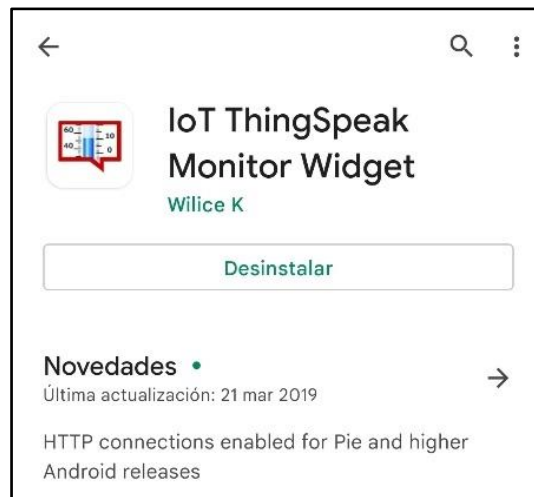 IoT ThingSpeak
Monitor Widget
Wilice K
Desinstalar
Novedades •
Última actualización: 21 mar 2019
HTTP connections enabled for Pie and higher
Android releases